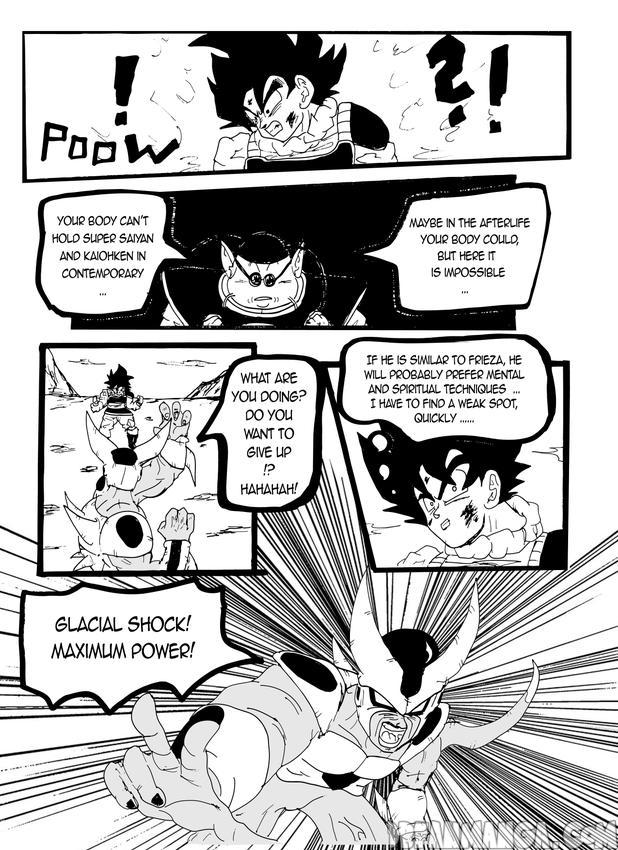 !
?!
POOW
YOUR BODY CAN'T
HOLD SUPER SAIYAN
AND KAIOHKEN IN
CONTEMPORARY
...
MAYBE IN THE AFTERLIFE
YOUR BODY COULD,
BUT HERE IT
IS IMPOSSIBLE
...
WHAT ARE
YOU DOING?
DO YOU
WANT TO
GIVE UP
!?
HAHAHAH!
IF HE IS SIMILAR TO FRIEZA, HE
WILL PROBABLY PREFER MENTAL
AND SPIRITUAL TECHNIQUES ...
I HAVE TO FIND A WEAK SPOT,
QUICKLY ......
GLACIAL SHOCK!
MAXIMUM POWER!